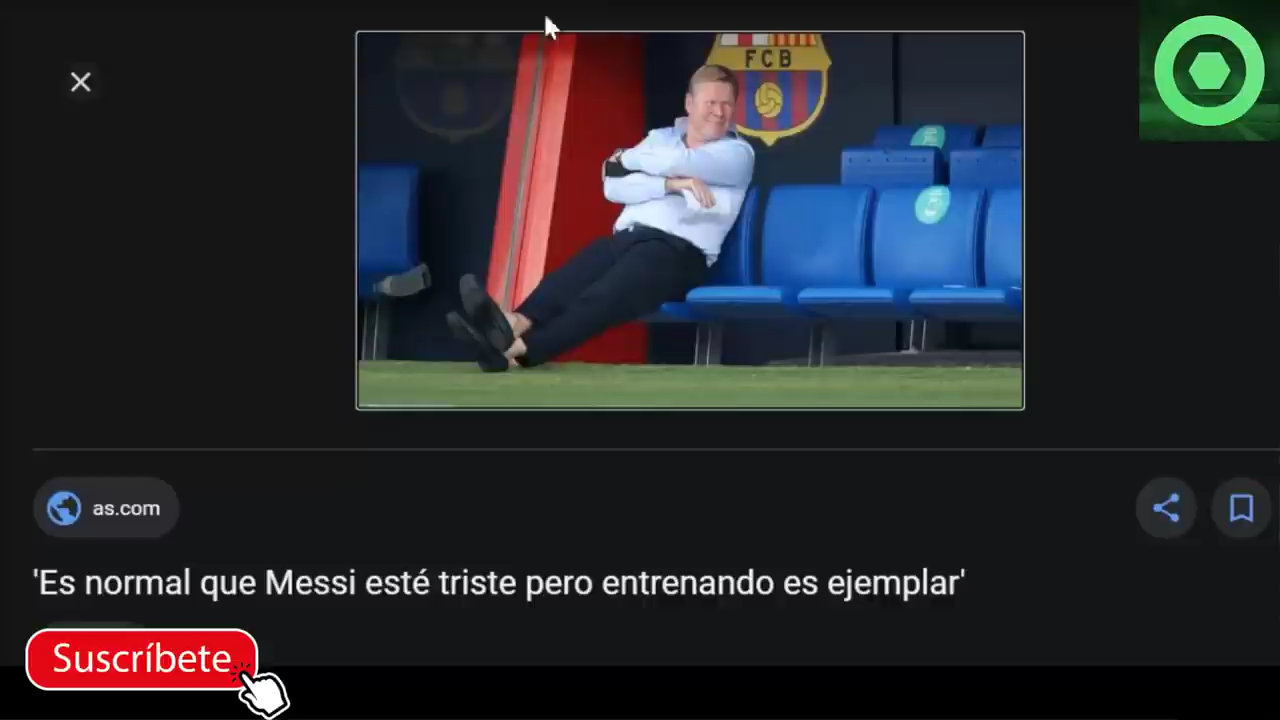 FCB
as.com
'Es normal que Messi esté triste pero entrenando es ejemplar'
Suscríbete